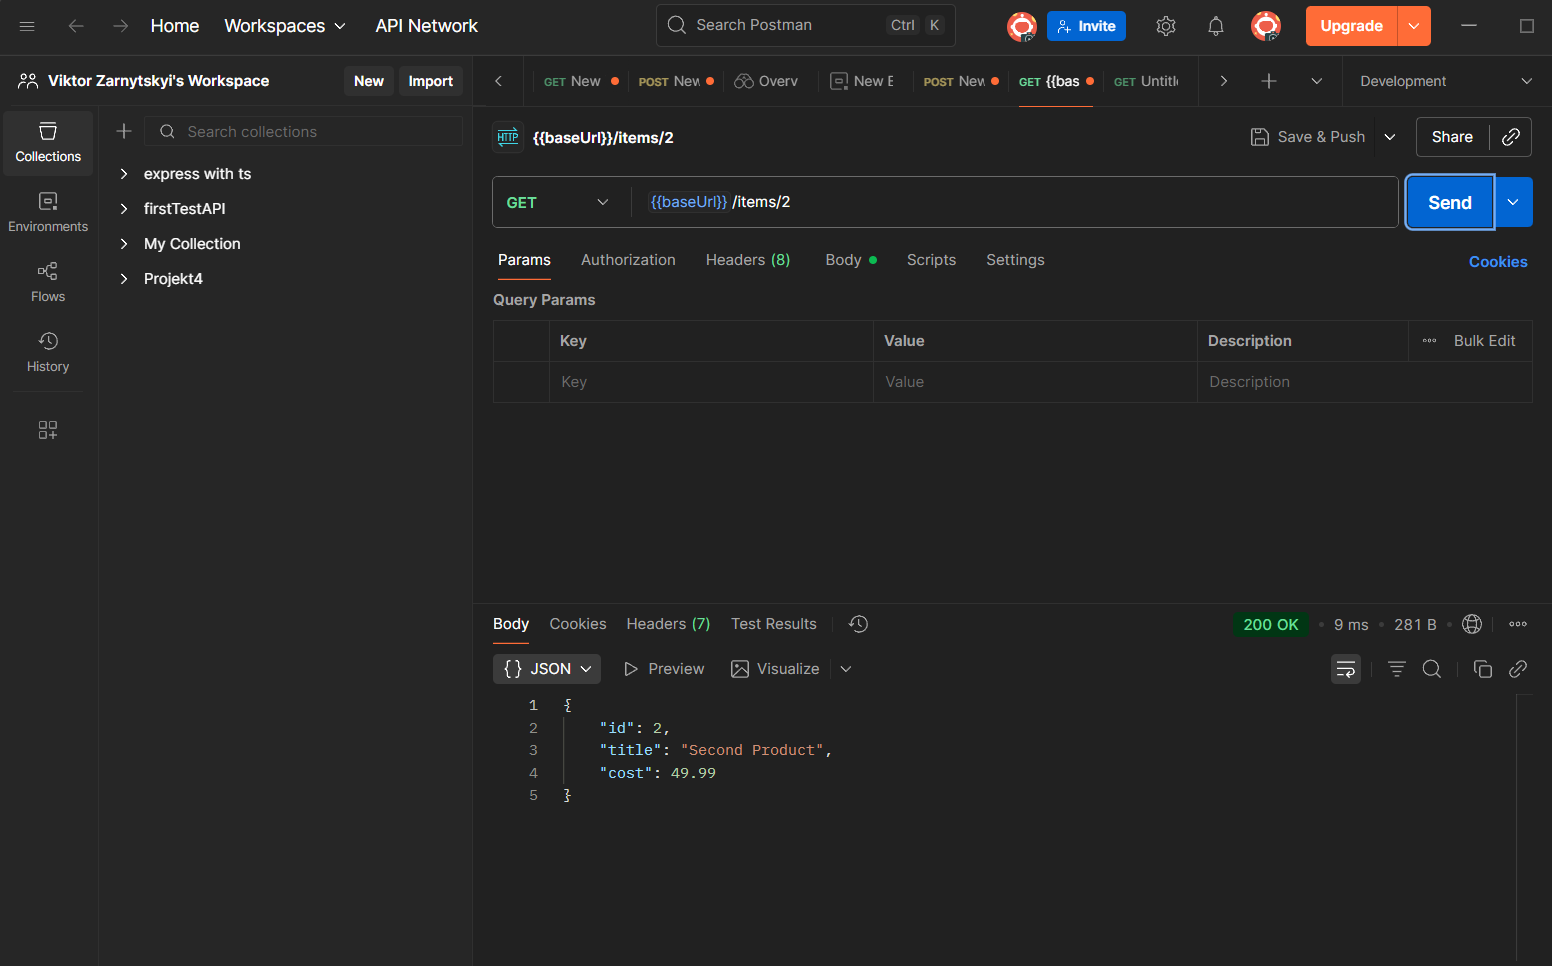 Home Workspaces API Network Search Postman Ctrl K Invite Upgrade
Viktor Zarnytskyi's Workspace New Import GET New POST New Overv New E POST New GET {{bas GET Untitl Development
Search collections
Collections
express with ts
firstTestAPI
My Collection
Projekt4
Environments
Flows
History
HTTP {{baseUrl}}/items/2 Save & Push Share
GET {{baseUrl}} /items/2 Send
Params Authorization Headers (8) Body Scripts Settings Cookies
Query Params
Key Value Description Bulk Edit
Key Value Description
Body Cookies Headers (7) Test Results 200 OK 9 ms 281 B
{} JSON Preview Visualize
1 {
2 "id": 2,
3 "title": "Second Product",
4 "cost": 49.99
5 }